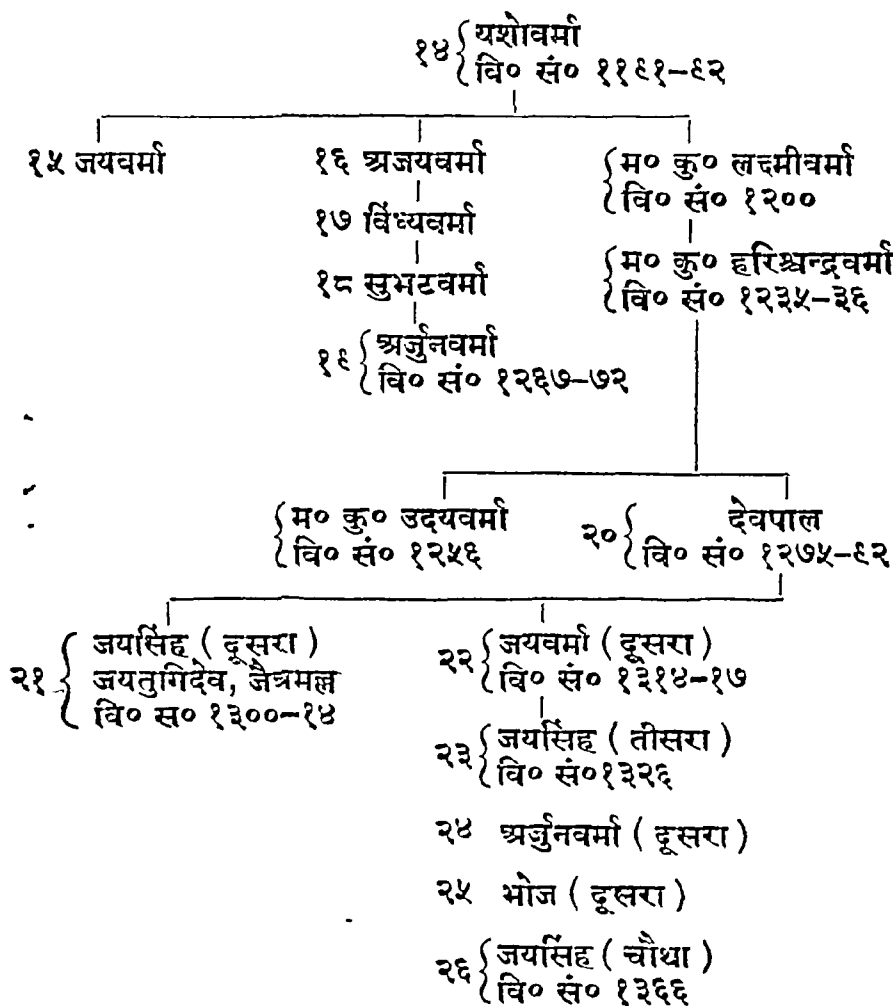 १४ यशोवर्मा
वि० सं० ११९१-९२
१५ जयवर्मा
१६ अजयवर्मा
म० कु० लक्ष्मीवर्मा
वि० सं० १२००
१७ विंध्यवर्मा
म० कु० हरिश्चन्द्रवर्मा
वि० सं० १२३५-३६
१८ सुभटवर्मा
१९ अर्जुनवर्मा
वि० सं० १२६७-७२
म० कु० उदयवर्मा
वि० सं० १२५६
२० देवपाल
वि० सं० १२७५-९२
२१ जयसिंह ( दूसरा )
जयतुगिदेव, जैत्रमल्ल
वि० स० १३००-१४
२२ जयवर्मा ( दूसरा )
वि० सं० १३१४-१७
२३ जयसिंह ( तीसरा )
वि० सं०१३२६
२४ अर्जुनवर्मा ( दूसरा )
२५ भोज ( दूसरा )
२६ जयसिंह ( चौथा )
वि० सं० १३६६